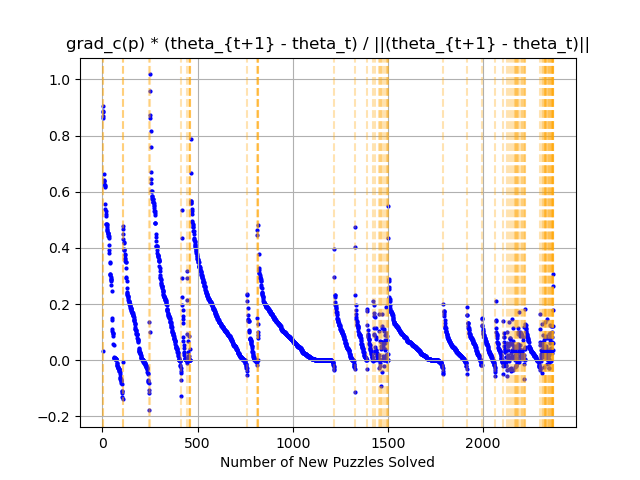 grad_c(p) * (theta_{t+1} - theta_t) / ||(theta_{t+1} - theta_t)||
1.0
0.8
0.6
0.4
0.2
0.0
−0.2
0 500 1000 1500 2000
Number of New Puzzles Solved